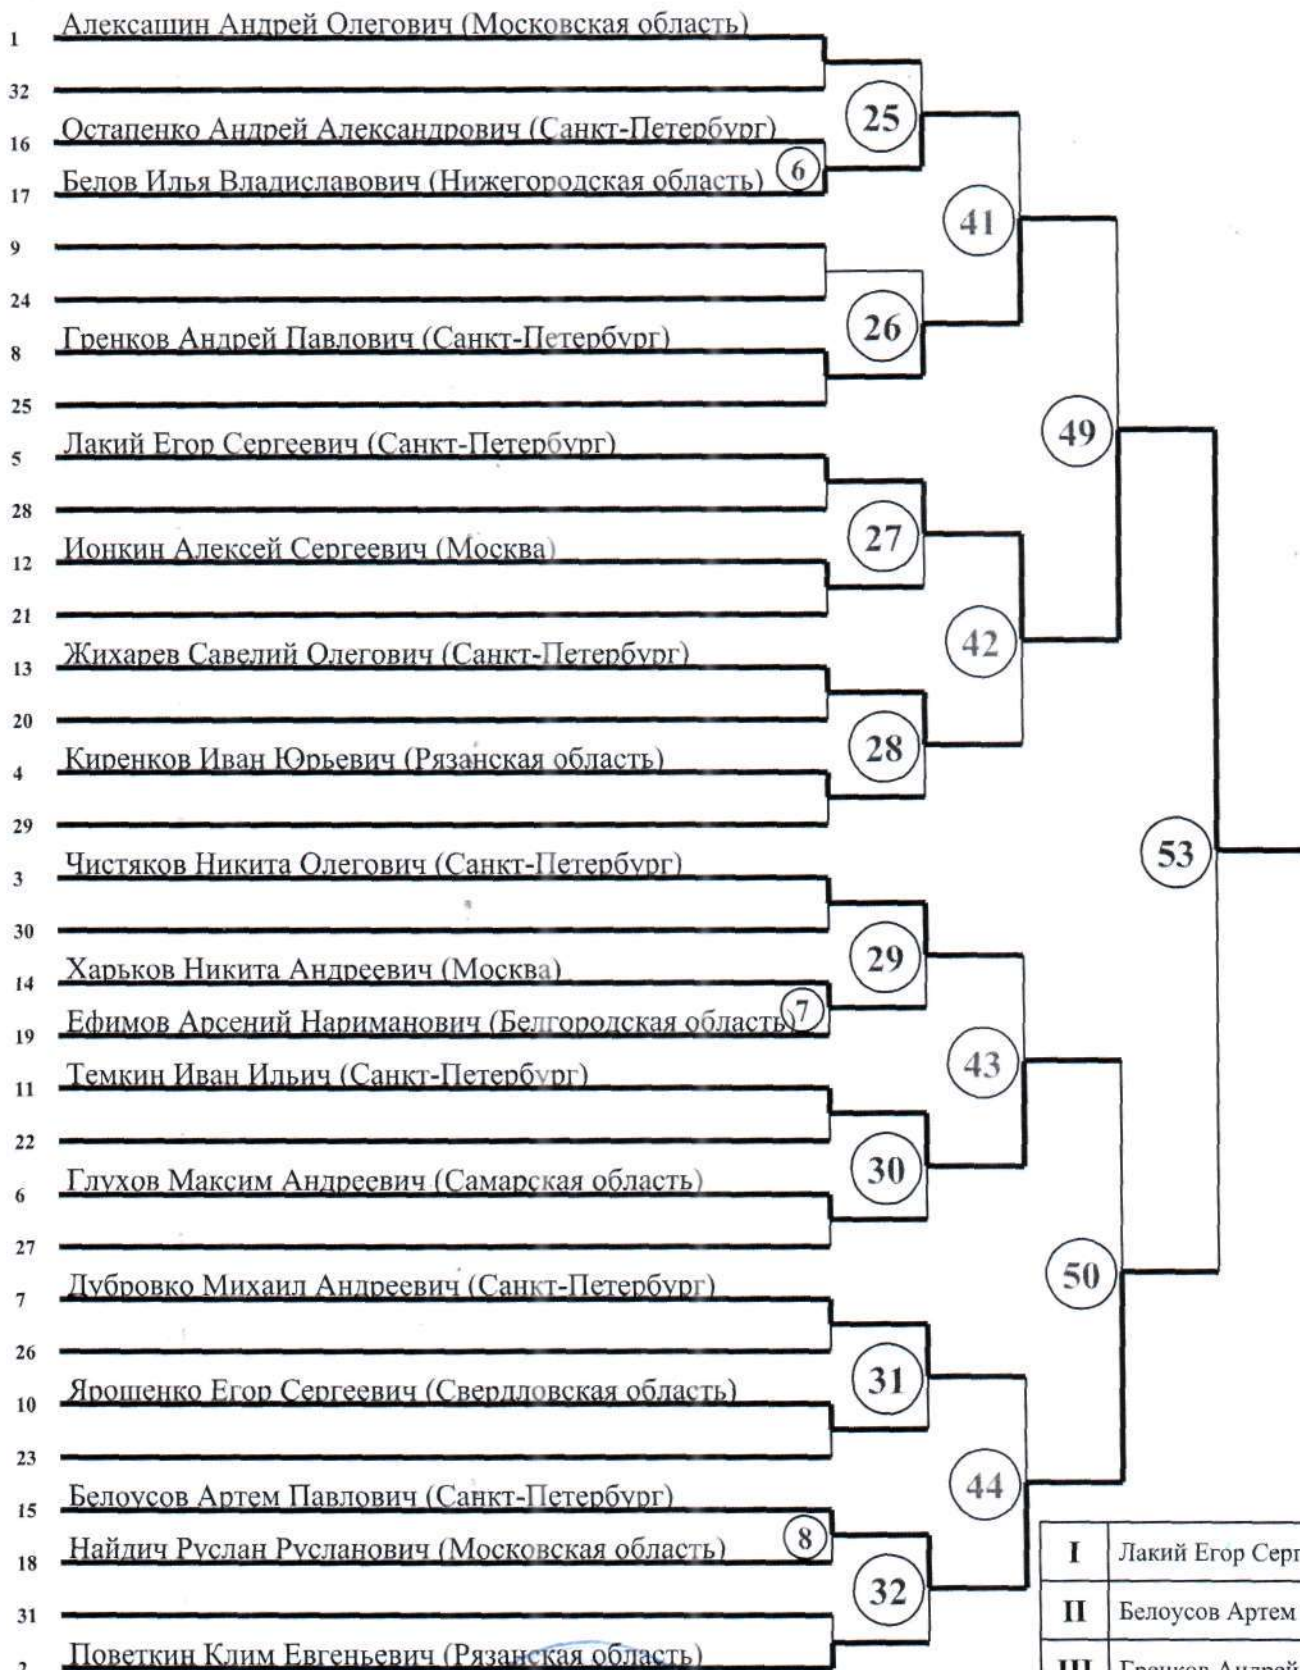 1 Алексашин Андрей Олегович (Московская область)
32
25
16 Остапенко Андрей Александрович (Санкт-Петербург)
6
17 Белов Илья Владиславович (Нижегородская область)
41
9
24
26
8 Гренков Андрей Павлович (Санкт-Петербург)
25
49
5 Лакий Егор Сергеевич (Санкт-Петербург)
28
27
12 Ионкин Алексей Сергеевич (Москва)
21
42
13 Жихарев Савелий Олегович (Санкт-Петербург)
20
28
4 Киренков Иван Юрьевич (Рязанская область)
29
53
3 Чистяков Никита Олегович (Санкт-Петербург)
30
29
14 Харьков Никита Андреевич (Москва)
7
19 Ефимов Арсений Нариманович (Белгородская область)
43
11 Темкин Иван Ильич (Санкт-Петербург)
22
30
6 Глухов Максим Андреевич (Самарская область)
27
50
7 Дубровко Михаил Андреевич (Санкт-Петербург)
26
31
10 Ярошенко Егор Сергеевич (Свердловская область)
23
44
15 Белоусов Артем Павлович (Санкт-Петербург)
8
18 Найдич Руслан Русланович (Московская область)
I Лакий Егор Серг
32
II Белоусов Артем
31
2 Поветкин Клим Евгеньевич (Рязанская область)
III Гренков Андрей